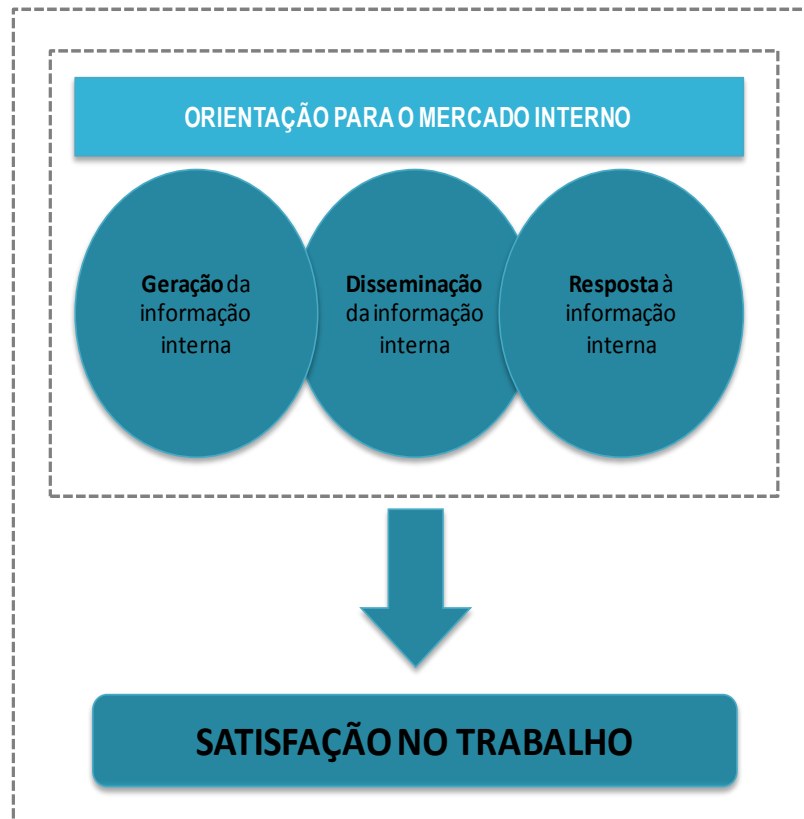 ORIENTAÇÃO PARA O MERCADO INTERNO
Geração da
informação
interna
Disseminação
da informação
interna
Resposta à
informação
interna
SATISFAÇÃO NO TRABALHO